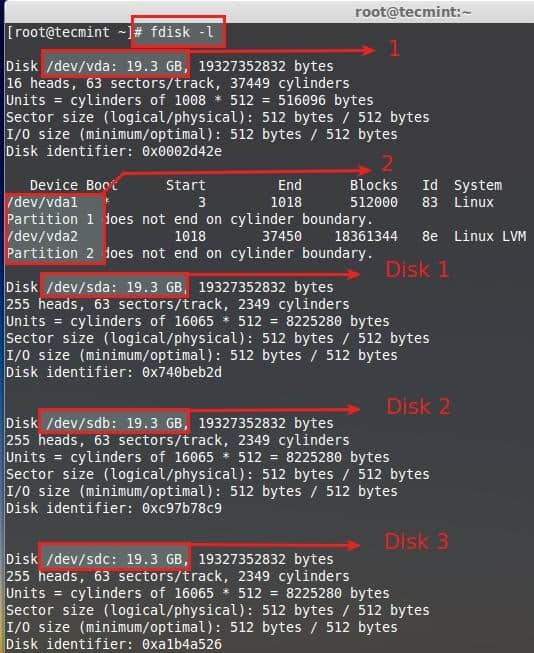 root@tecmint:~
[root@tecmint ~]# fdisk -l
1
Disk /dev/vda: 19.3 GB, 19327352832 bytes
16 heads, 63 sectors/track, 37449 cylinders
Units = cylinders of 1008 * 512 = 516096 bytes
Sector size (logical/physical): 512 bytes / 512 bytes
I/O size (minimum/optimal): 512 bytes / 512 bytes
Disk identifier: 0x0002d42e
2
Device Boot Start End Blocks Id System
/dev/vda1 * 3 1018 512000 83 Linux
Partition 1 does not end on cylinder boundary.
/dev/vda2 1018 37450 18361344 8e Linux LVM
Partition 2 does not end on cylinder boundary.
Disk 1
Disk /dev/sda: 19.3 GB, 19327352832 bytes
255 heads, 63 sectors/track, 2349 cylinders
Units = cylinders of 16065 * 512 = 8225280 bytes
Sector size (logical/physical): 512 bytes / 512 bytes
I/O size (minimum/optimal): 512 bytes / 512 bytes
Disk identifier: 0x740beb2d
Disk 2
Disk /dev/sdb: 19.3 GB, 19327352832 bytes
255 heads, 63 sectors/track, 2349 cylinders
Units = cylinders of 16065 * 512 = 8225280 bytes
Sector size (logical/physical): 512 bytes / 512 bytes
I/O size (minimum/optimal): 512 bytes / 512 bytes
Disk identifier: 0xc97b78c9
Disk 3
Disk /dev/sdc: 19.3 GB, 19327352832 bytes
255 heads, 63 sectors/track, 2349 cylinders
Units = cylinders of 16065 * 512 = 8225280 bytes
Sector size (logical/physical): 512 bytes / 512 bytes
I/O size (minimum/optimal): 512 bytes / 512 bytes
Disk identifier: 0xa1b4a526